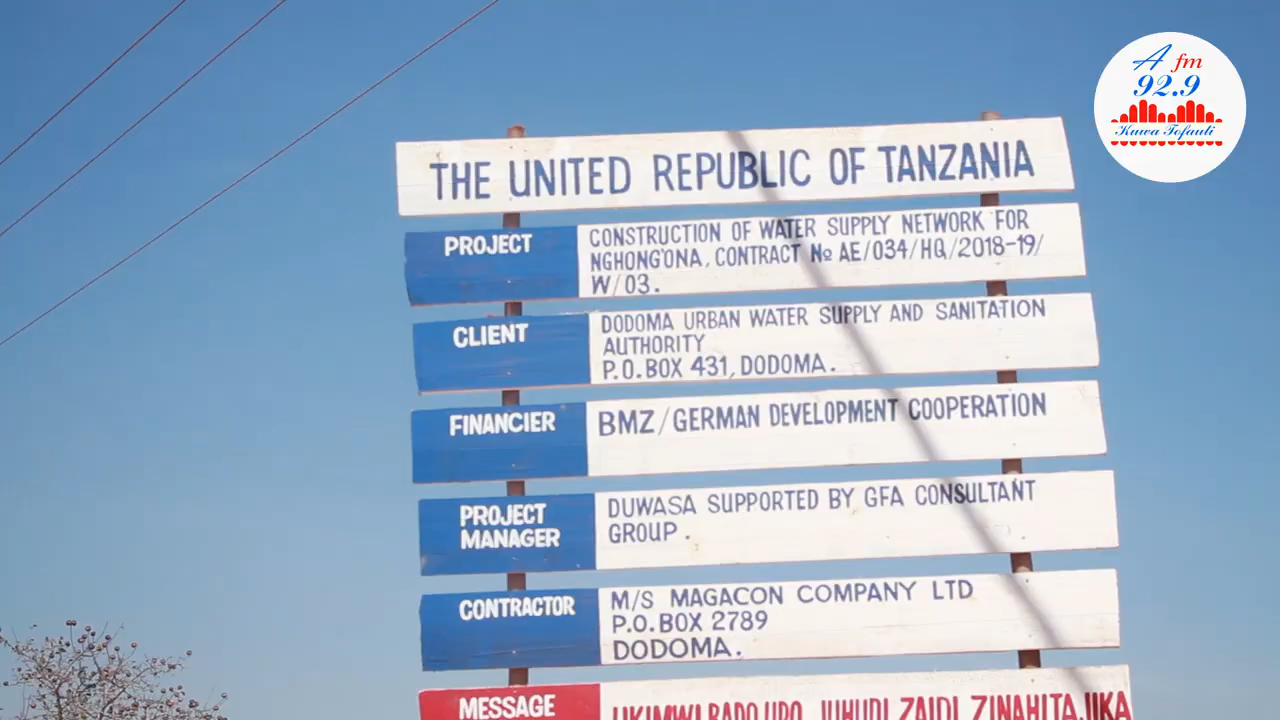 A fm
92.9
Kuwa Tofauti
THE UNITED REPUBLIC OF TANZANIA
PROJECT
CONSTRUCTION OF WATER SUPPLY NETWORK FOR
NGHONG'ONA, CONTRACT No AE/034/HQ/2018-19/
W/03.
CLIENT
DODOMA URBAN WATER SUPPLY AND SANITATION
AUTHORITY
P.O.BOX 431, DODOMA.
FINANCIER
BMZ/GERMAN DEVELOPMENT COOPERATION
PROJECT
MANAGER
DUWASA SUPPORTED BY GFA CONSULTANT
GROUP.
CONTRACTOR
M/S MAGACON COMPANY LTD
P.O.BOX 2789
DODOMA.
MESSAGE
UKIMWI BADO UPO, JUHUDI ZAIDI ZINAHITAJIKA